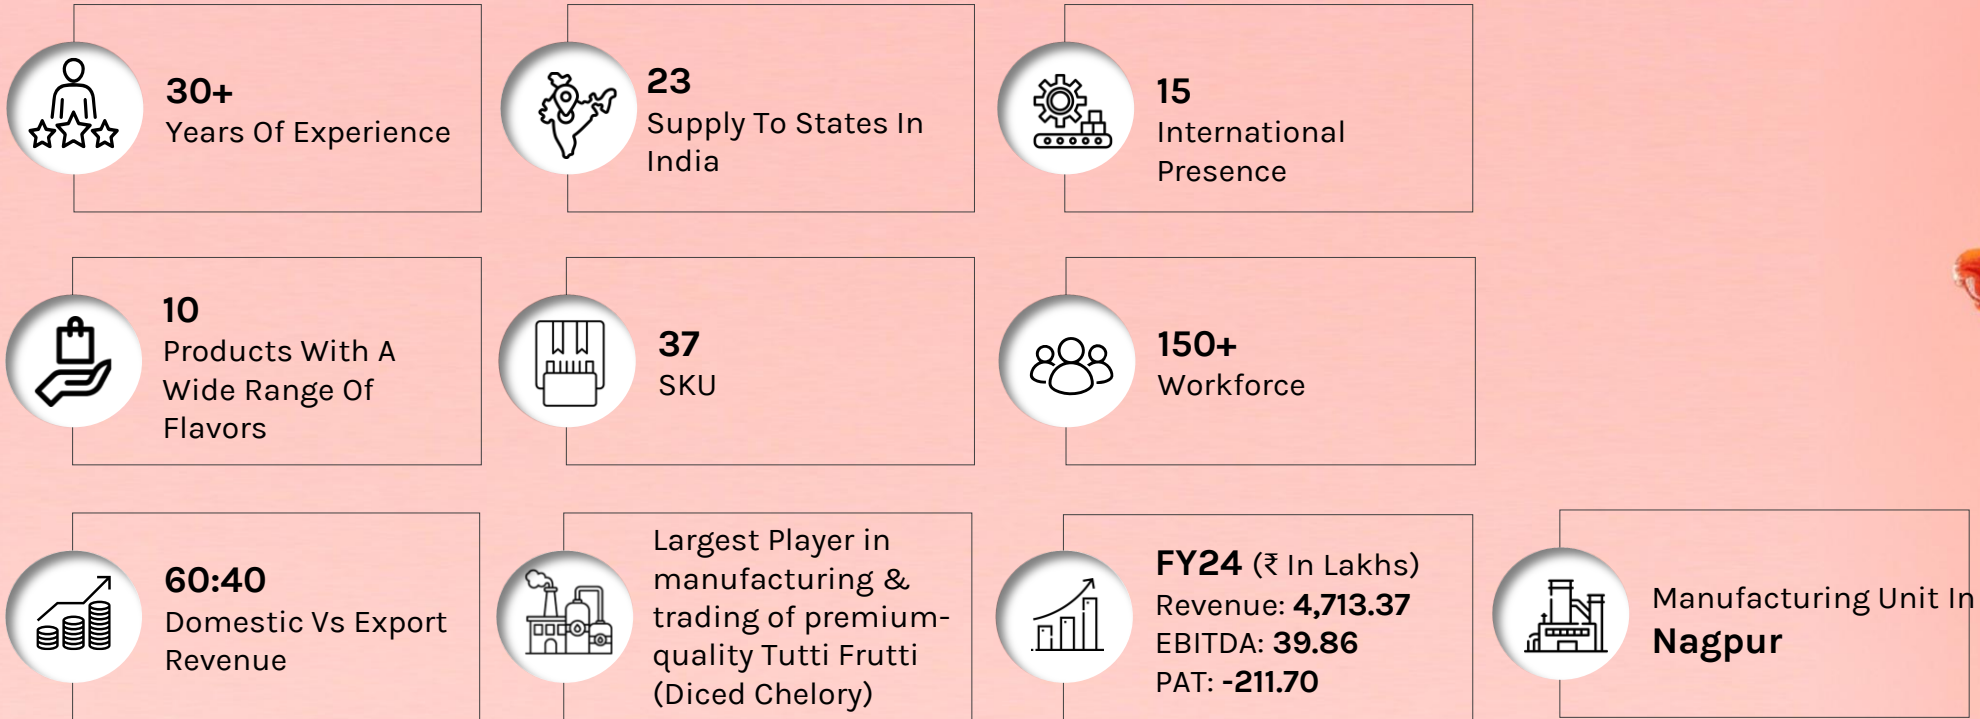 30+
Years Of Experience
23
Supply To States In
India
15
International
Presence
10
Products With A
Wide Range Of
Flavors
37
SKU
150+
Workforce
60:40
Domestic Vs Export
Revenue
Largest Player in
manufacturing &
trading of premium-
quality Tutti Frutti
(Diced Chelory)
FY24 (₹ In Lakhs)
Revenue: 4,713.37
EBITDA: 39.86
PAT: -211.70
Manufacturing Unit In
Nagpur